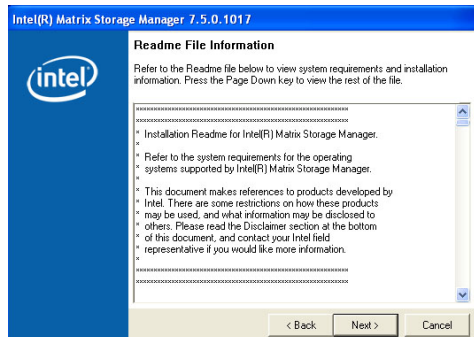 Intel(R) Matrix Storage Manager 7.5.0.1017
intel
Readme File Information
Refer to the Readme file below to view system requirements and installation
information. Press the Page Down key to view the rest of the file.
************************************************************
************************************************************
* Installation Readme for Intel(R) Matrix Storage Manager.
*
* Refer to the system requirements for the operating
* systems supported by Intel(R) Matrix Storage Manager.
*
* This document makes references to products developed by
* Intel. There are some restrictions on how these products
* may be used, and what information may be disclosed to
* others. Please read the Disclaimer section at the bottom
* of this document, and contact your Intel field
* representative if you would like more information.
*
************************************************************
************************************************************
< Back
Next >
Cancel